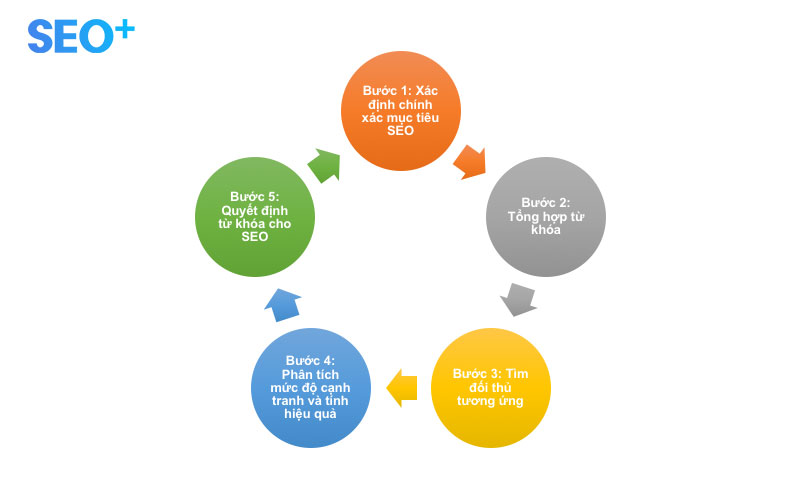 SEO+
Bước 1: Xác
định chính
xác mục tiêu
SEO
Bước 2:
Tổng hợp từ
khóa
Bước 3: Tìm
đối thủ
tương ứng
Bước 4:
Phân tích
mức độ cạnh
tranh và tính
hiệu quả
Bước 5:
Quyết định
từ khóa cho
SEO